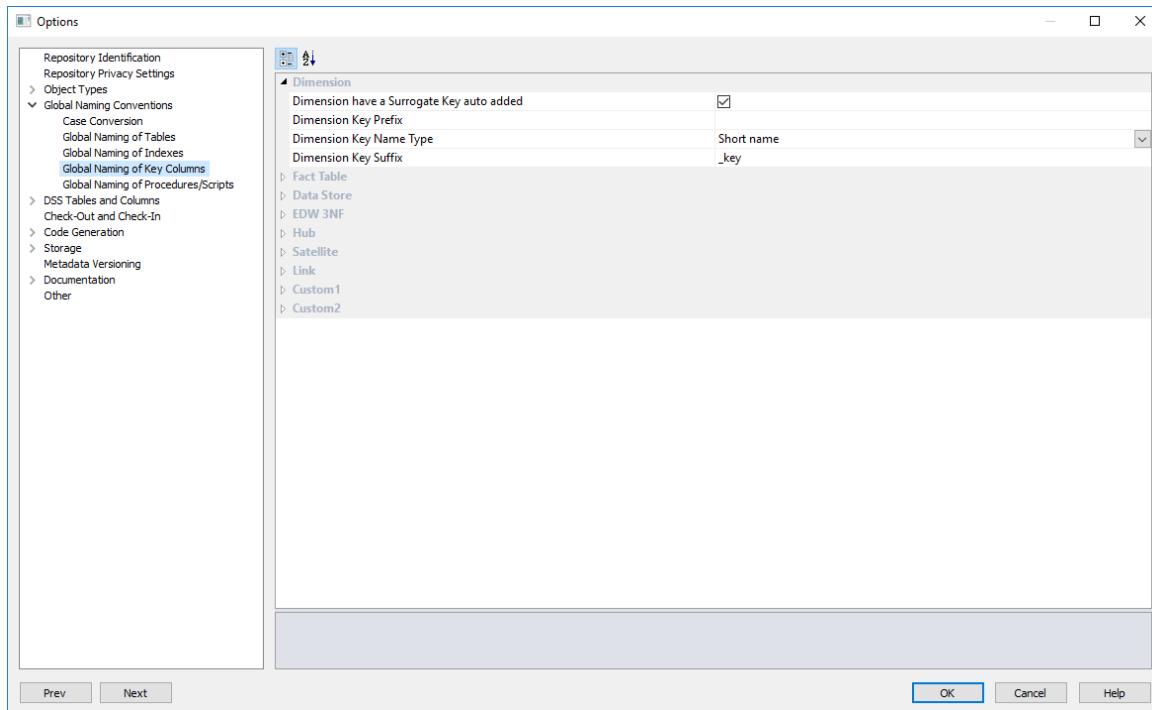 Options
Repository Identification
Repository Privacy Settings
Object Types
Global Naming Conventions
Case Conversion
Global Naming of Tables
Global Naming of Indexes
Global Naming of Key Columns
Global Naming of Procedures/Scripts
DSS Tables and Columns
Check-Out and Check-In
Code Generation
Storage
Metadata Versioning
Documentation
Other
Dimension
Dimension have a Surrogate Key auto added
Dimension Key Prefix
Dimension Key Name Type Short name
Dimension Key Suffix _key
Fact Table
Data Store
EDW 3NF
Hub
Satellite
Link
Custom1
Custom2
Prev Next OK Cancel Help